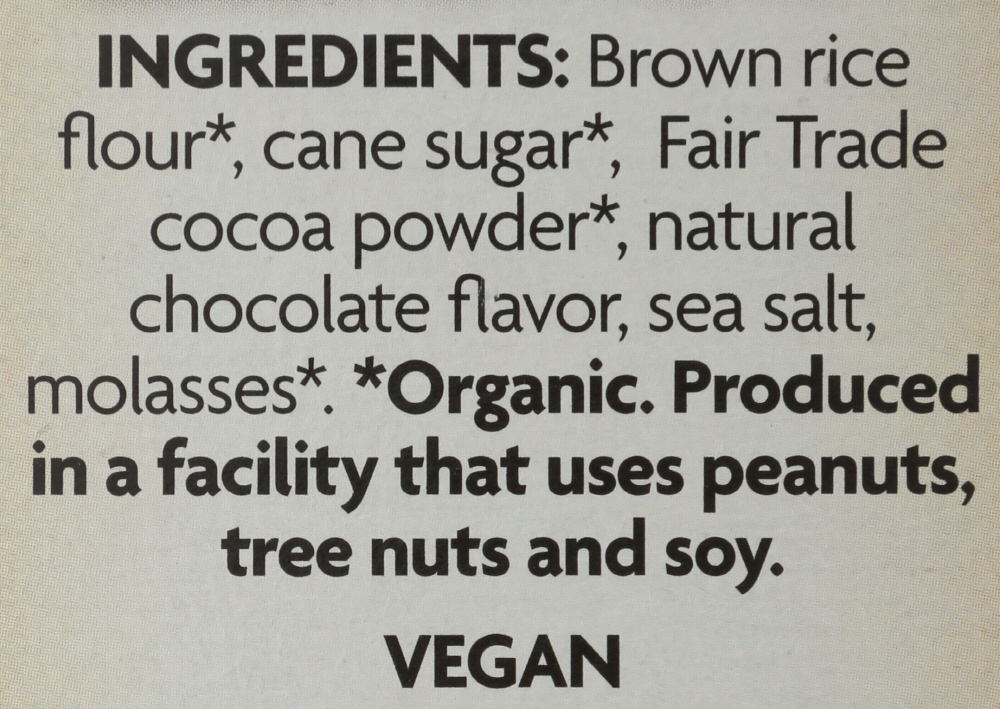 INGREDIENTS: Brown rice
flour*, cane sugar*, Fair Trade
cocoa powder*, natural
chocolate flavor, sea salt,
molasses*. *Organic. Produced
in a facility that uses peanuts,
tree nuts and soy.
VEGAN